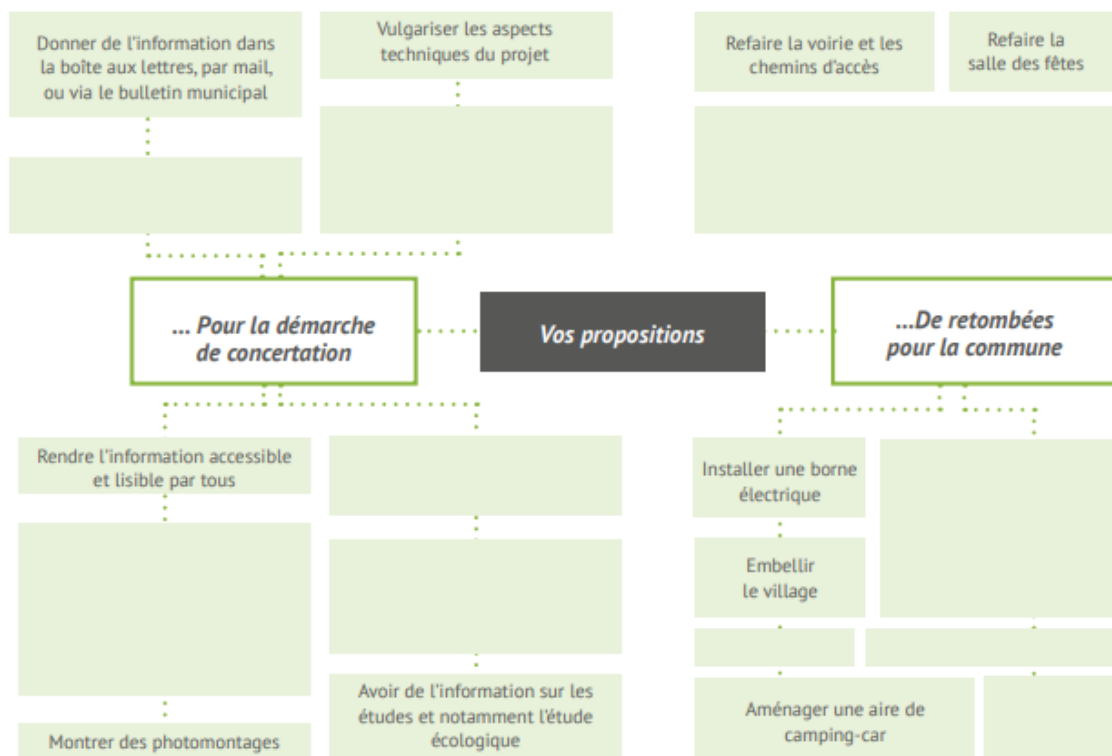 Donner de l'information dans
la boîte aux lettres, par mail,
ou via le bulletin municipal
Vulgariser les aspects
techniques du projet
Refaire la voirie et les
chemins d'accès
Refaire la
salle des fêtes
... Pour la démarche
de concertation
Vos propositions
...De retombées
pour la commune
Rendre l'information accessible
et lisible par tous
Installer une borne
électrique
Embellir
le village
Montrer des photomontages
Avoir de l'information sur les
études et notamment l'étude
écologique
Aménager une aire de
camping-car